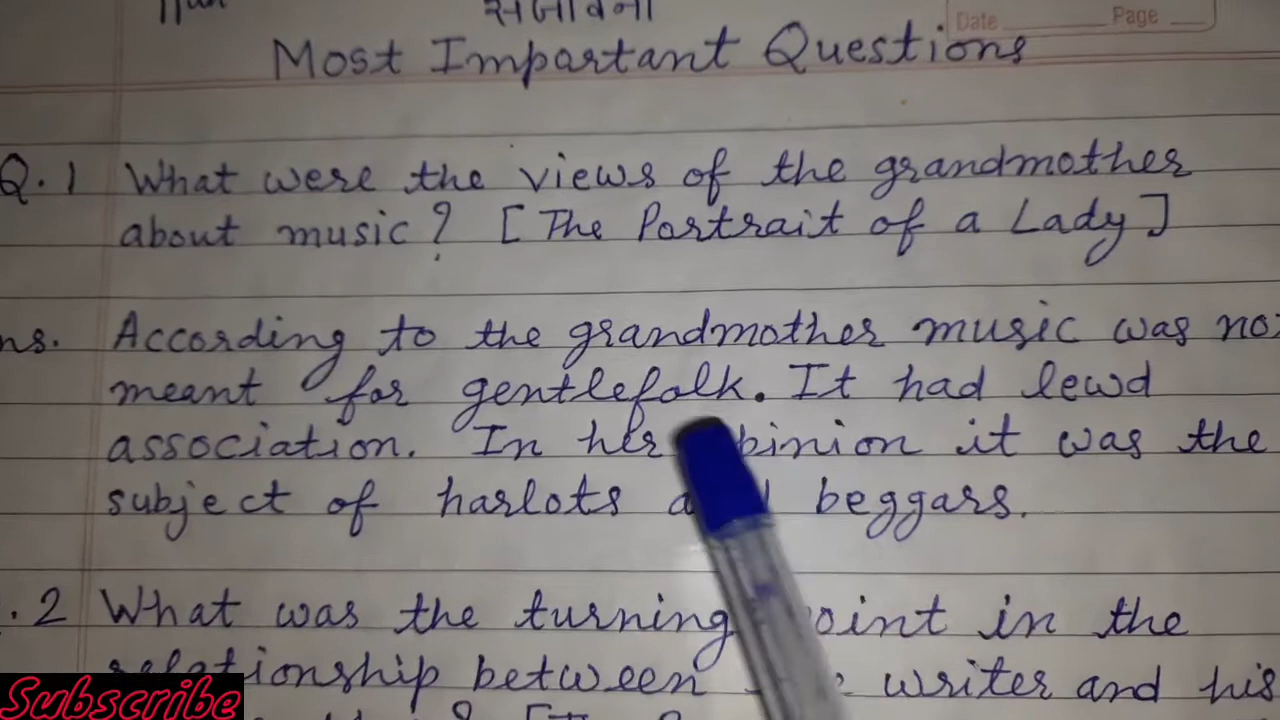 Date Page
Most Important Questions
Q.1 What were the views of the grandmother
about music? [The Portrait of a Lady]
According to the grandmother music was
meant for gentlefolk. It had lewd
association. In her opinion it was the
subject of harlots beggars.
.2 What was the turning in the
relationship between writer and his
Subscribe